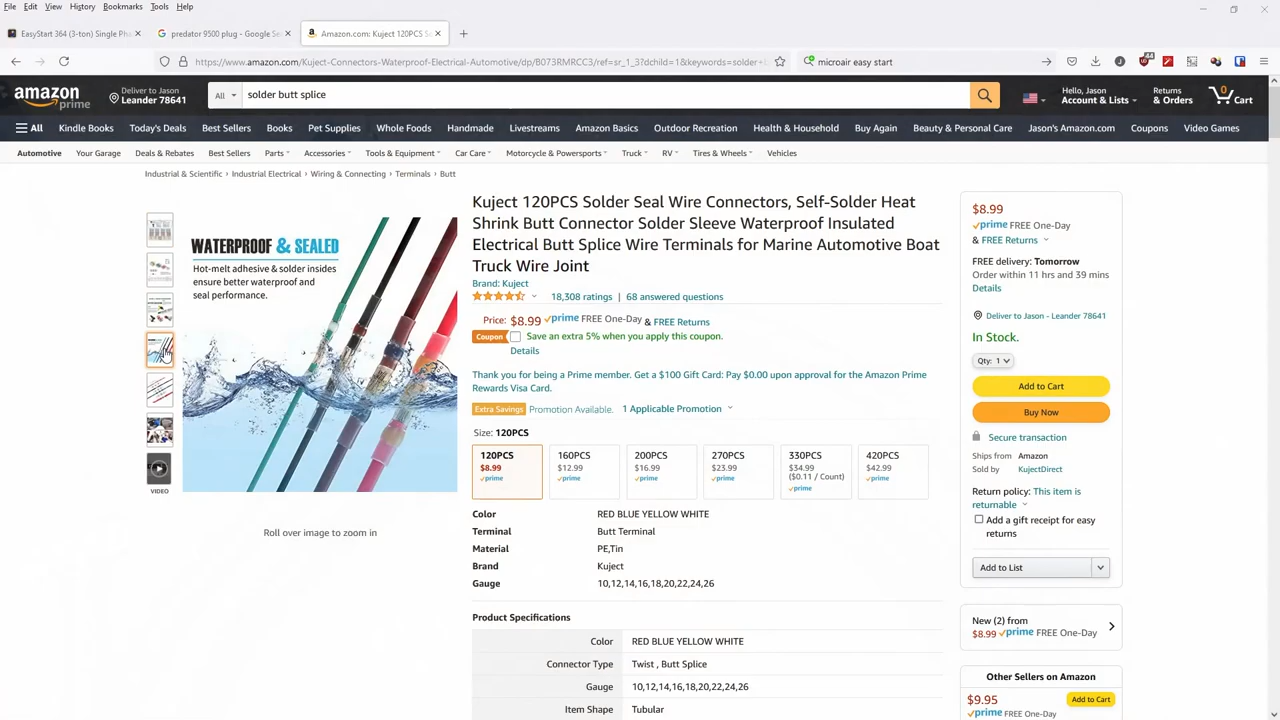 File Edit View History Bookmarks Tools Help
EasyStart 364 (3-ton) Single Pha
predator 9500 plug - Google Se
Amazon.com: Kuject 120PCS So
https://www.amazon.com/Kuject-Connectors-Waterproof-Electrical-Automotive/dp/B073RMRCC3/ref=sr_1_3?dchild=1&keywords=solder+
microair easy start
amazon
prime
Deliver to Jason
Leander 78641
All
solder butt splice
Hello, Jason
Account & Lists
Returns
& Orders
0
Cart
All Kindle Books Today's Deals Best Sellers Books Pet Supplies Whole Foods Handmade Livestreams Amazon Basics Outdoor Recreation Health & Household Buy Again Beauty & Personal Care Jason's Amazon.com Coupons Video Games
Automotive Your Garage Deals & Rebates Best Sellers Parts Accessories Tools & Equipment Car Care Motorcycle & Powersports Truck RV Tires & Wheels Vehicles
Industrial & Scientific › Industrial Electrical › Wiring & Connecting › Terminals › Butt
WATERPROOF & SEALED
Hot-melt adhesive & solder insides
ensure better waterproof and
seal performance.
VIDEO
Roll over image to zoom in
Kuject 120PCS Solder Seal Wire Connectors, Self-Solder Heat
Shrink Butt Connector Solder Sleeve Waterproof Insulated
Electrical Butt Splice Wire Terminals for Marine Automotive Boat
Truck Wire Joint
Brand: Kuject
18,308 ratings | 68 answered questions
Price: $8.99 prime FREE One-Day & FREE Returns
Coupon Save an extra 5% when you apply this coupon.
Details
Thank you for being a Prime member. Get a $100 Gift Card: Pay $0.00 upon approval for the Amazon Prime
Rewards Visa Card.
Extra Savings Promotion Available. 1 Applicable Promotion
Size: 120PCS
120PCS 160PCS 200PCS 270PCS 330PCS 420PCS
$8.99 $12.99 $16.99 $23.99 $34.99 $42.99
prime prime prime prime ($0.11 / Count) prime
prime
Color RED BLUE YELLOW WHITE
Terminal Butt Terminal
Material PE,Tin
Brand Kuject
Gauge 10,12,14,16,18,20,22,24,26
Product Specifications
Color RED BLUE YELLOW WHITE
Connector Type Twist , Butt Splice
Gauge 10,12,14,16,18,20,22,24,26
Item Shape Tubular
$8.99
prime FREE One-Day
& FREE Returns
FREE delivery: Tomorrow
Order within 11 hrs and 39 mins
Details
Deliver to Jason - Leander 78641
In Stock.
Qty: 1
Add to Cart
Buy Now
Secure transaction
Ships from Amazon
Sold by KujectDirect
Return policy: This item is
returnable
Add a gift receipt for easy
returns
Add to List
New (2) from
$8.99 prime FREE One-Day
Other Sellers on Amazon
$9.95 Add to Cart
prime FREE One-Day